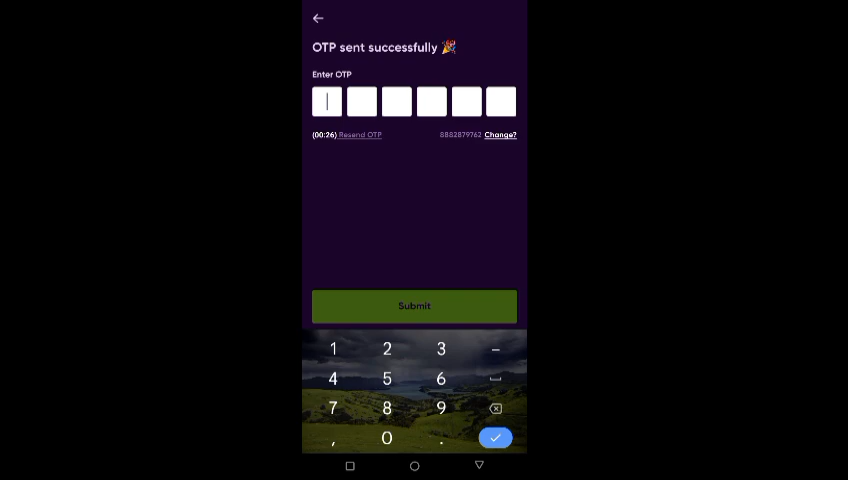 OTP sent successfully 🎉
Enter OTP
(00:26) Resend OTP 8882879762 Change?
Submit
1 2 3 –
4 5 6
7 8 9
, 0 .